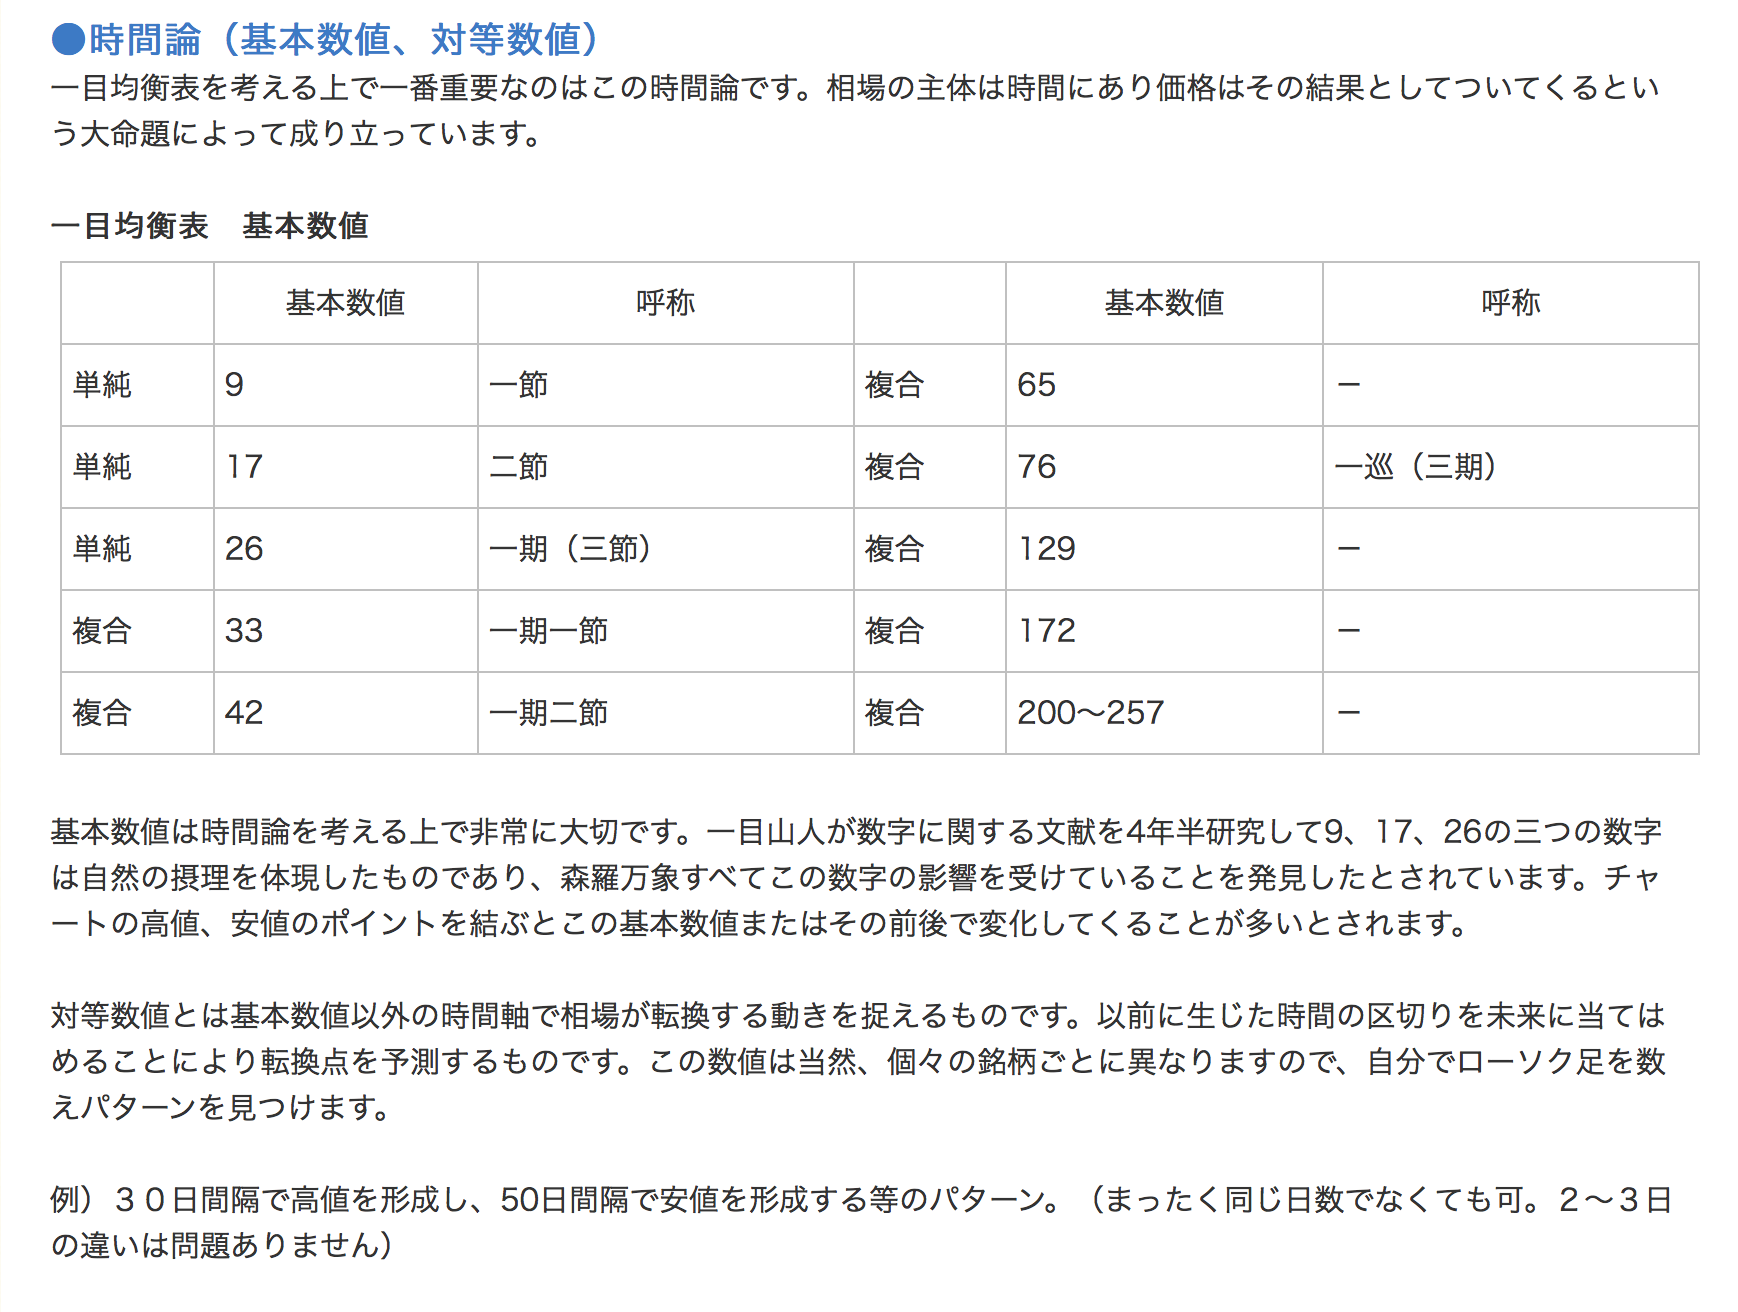 ●時間論（基本数値、対等数値）
一目均衡表を考える上で一番重要なのはこの時間論です。相場の主体は時間にあり価格はその結果としてついてくるとい
う大命題によって成り立っています。
一目均衡表　基本数値
基本数値 呼称 基本数値 呼称
単純 9 一節 複合 65 －
単純 17 二節 複合 76 一巡（三期）
単純 26 一期（三節） 複合 129 －
複合 33 一期一節 複合 172 －
複合 42 一期二節 複合 200～257 －
基本数値は時間論を考える上で非常に大切です。一目山人が数字に関する文献を4年半研究して9、17、26の三つの数字
は自然の摂理を体現したものであり、森羅万象すべてこの数字の影響を受けていることを発見したとされています。チャ
ートの高値、安値のポイントを結ぶとこの基本数値またはその前後で変化してくることが多いとされます。
対等数値とは基本数値以外の時間軸で相場が転換する動きを捉えるものです。以前に生じた時間の区切りを未来に当ては
めることにより転換点を予測するものです。この数値は当然、個々の銘柄ごとに異なりますので、自分でローソク足を数
えパターンを見つけます。
例）３０日間隔で高値を形成し、50日間隔で安値を形成する等のパターン。（まったく同じ日数でなくても可。２～３日
の違いは問題ありません）